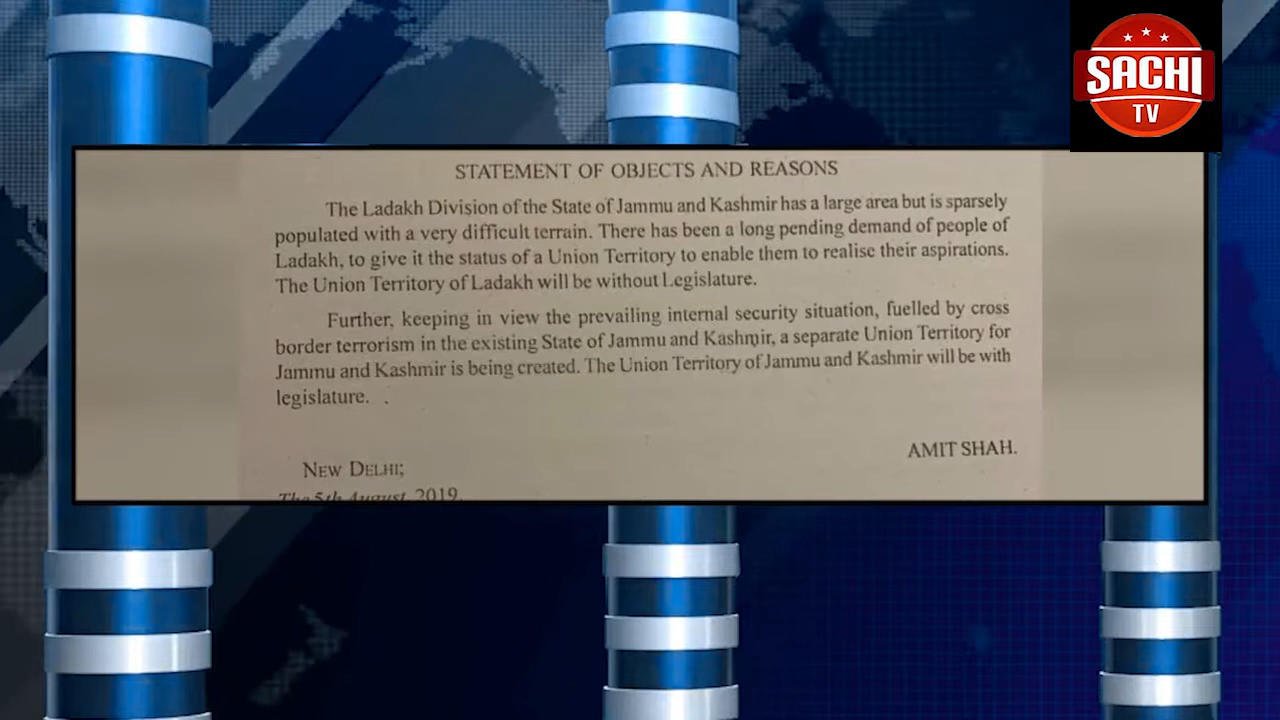 SACHI
TV
STATEMENT OF OBJECTS AND REASONS
The Ladakh Division of the State of Jammu and Kashmir has a large area but is sparsely
populated with a very difficult terrain. There has been a long pending demand of people of
Ladakh, to give it the status of a Union Territory to enable them to realise their aspirations.
The Union Territory of Ladakh will be without Legislature.
Further, keeping in view the prevailing internal security situation, fuelled by cross
border terrorism in the existing State of Jammu and Kashmir, a separate Union Territory for
Jammu and Kashmir is being created. The Union Territory of Jammu and Kashmir will be with
legislature.
AMIT SHAH.
NEW DELHI;
The 5th August, 2019.